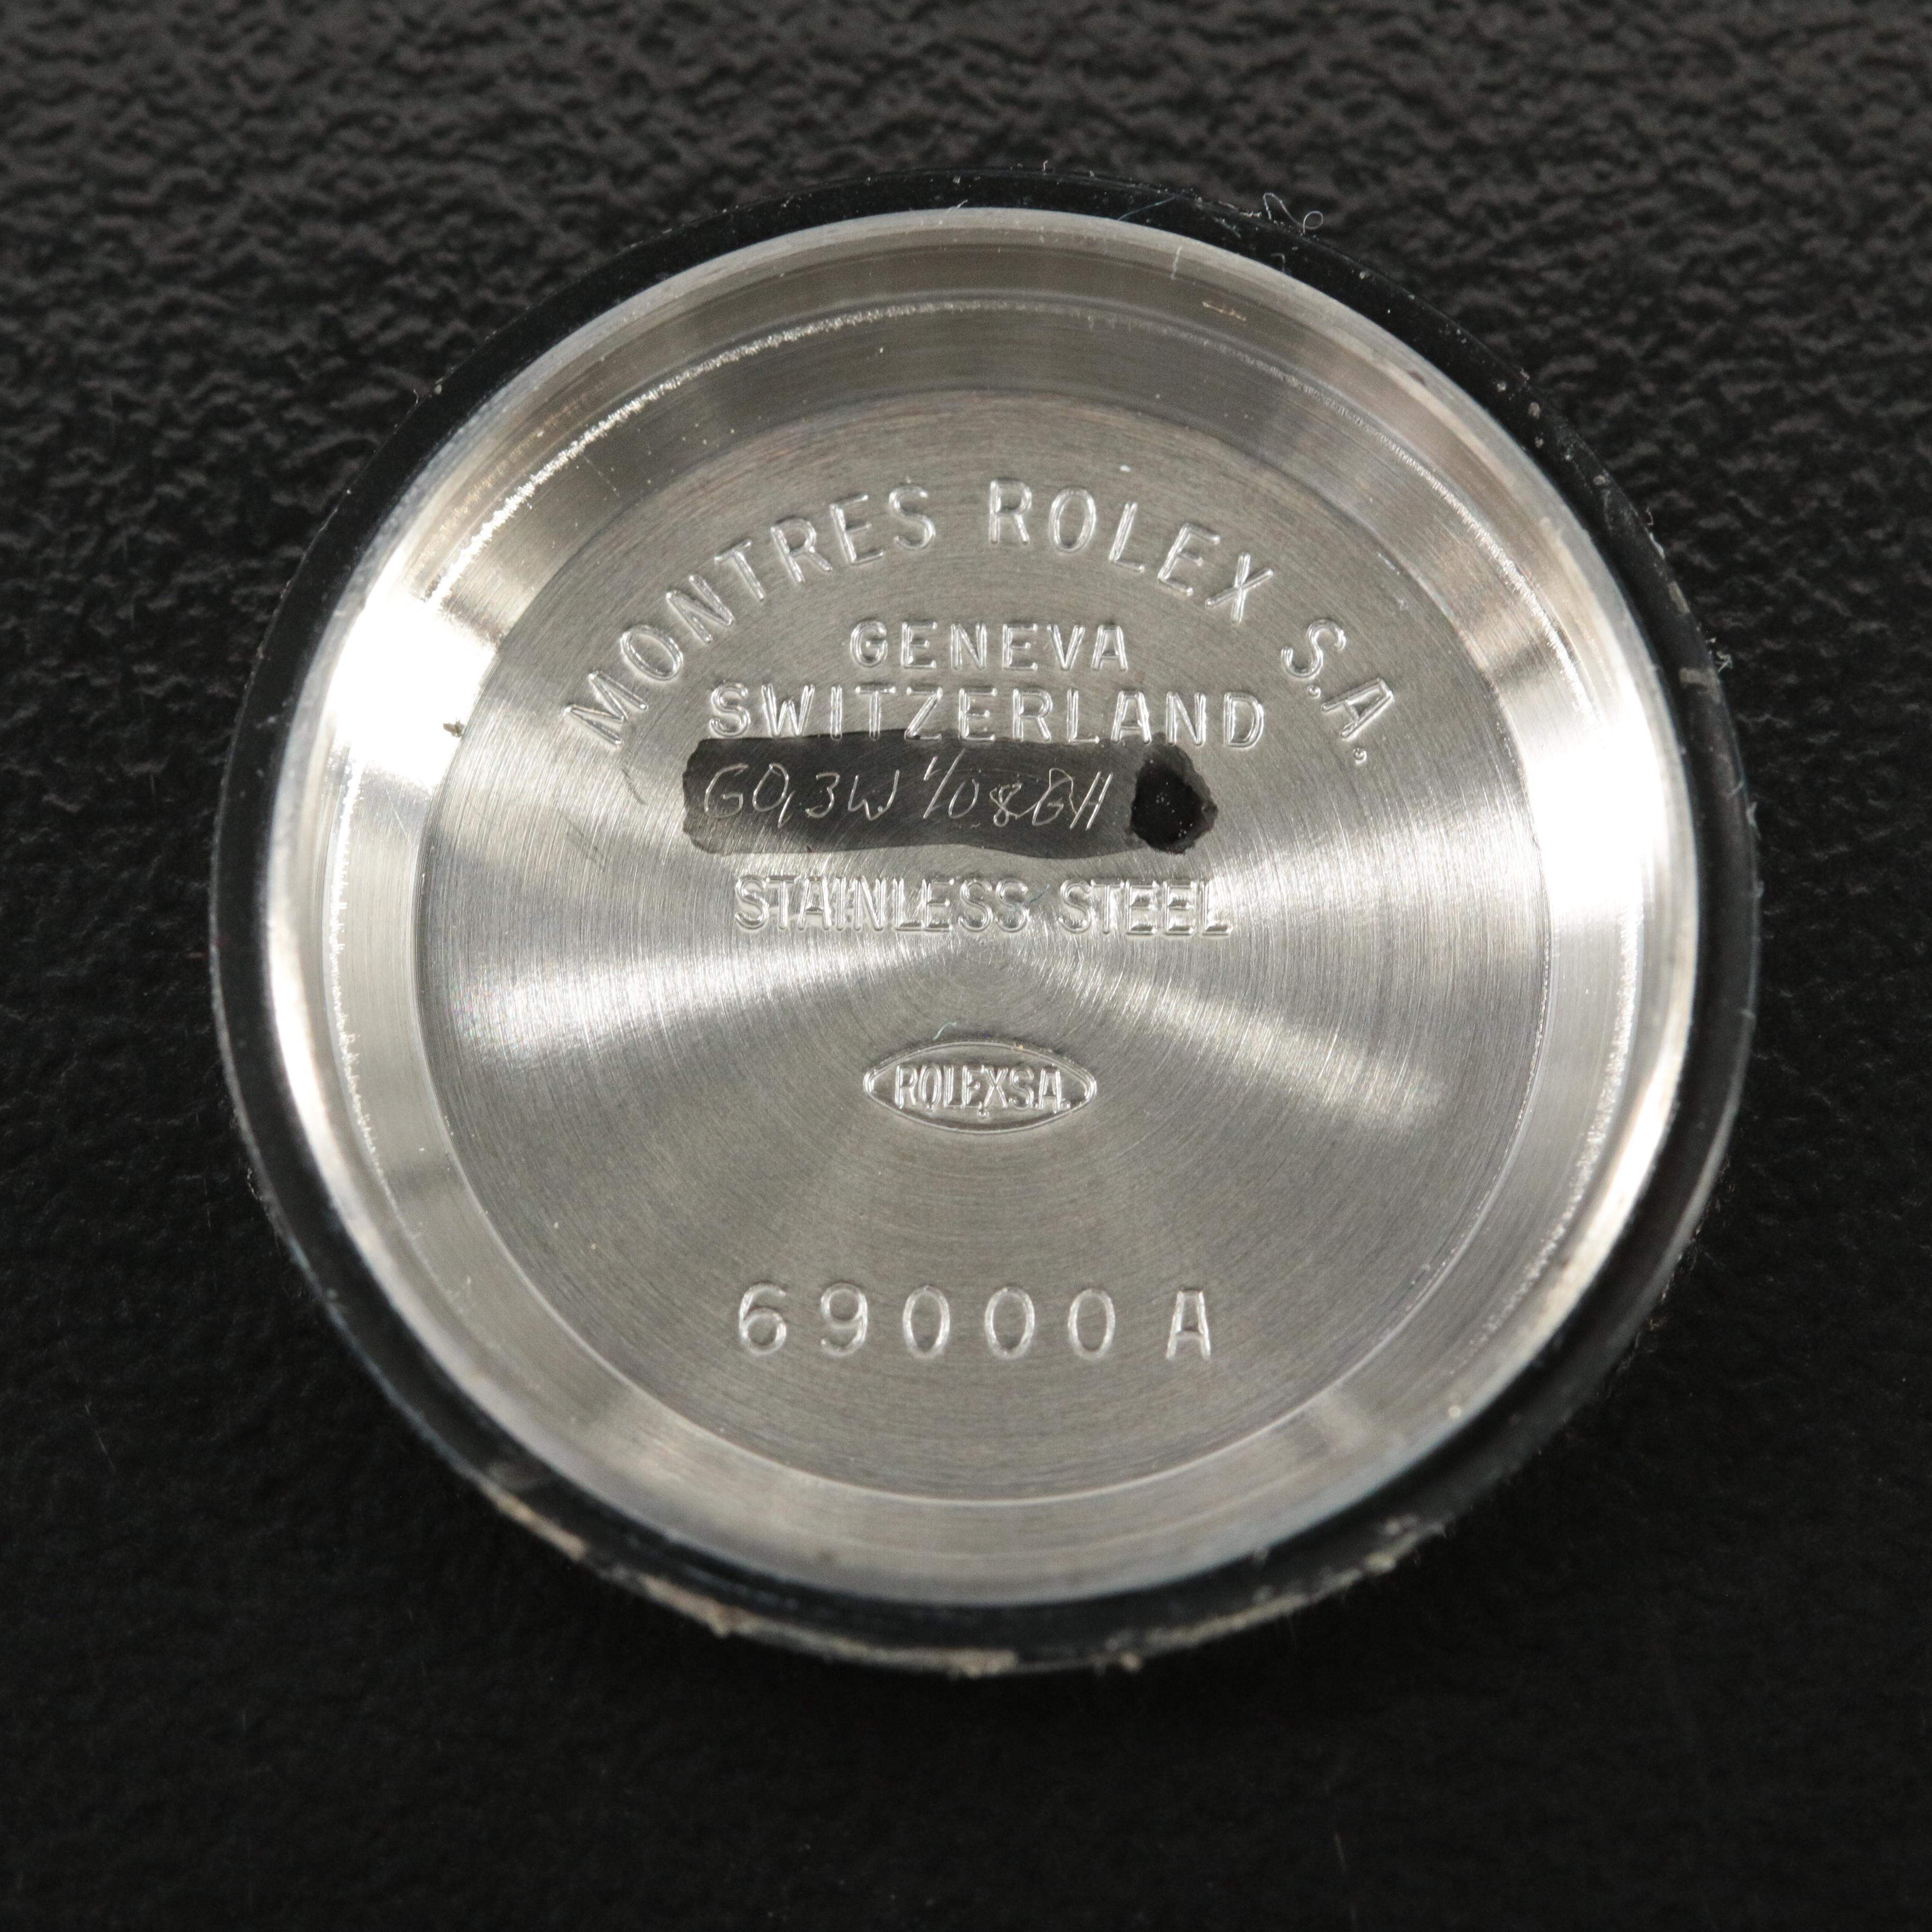 MONTRES ROLEX S.A.
GENEVA
SWITZERLAND
STAINLESS STEEL
ROLEX S.A.
69000 A